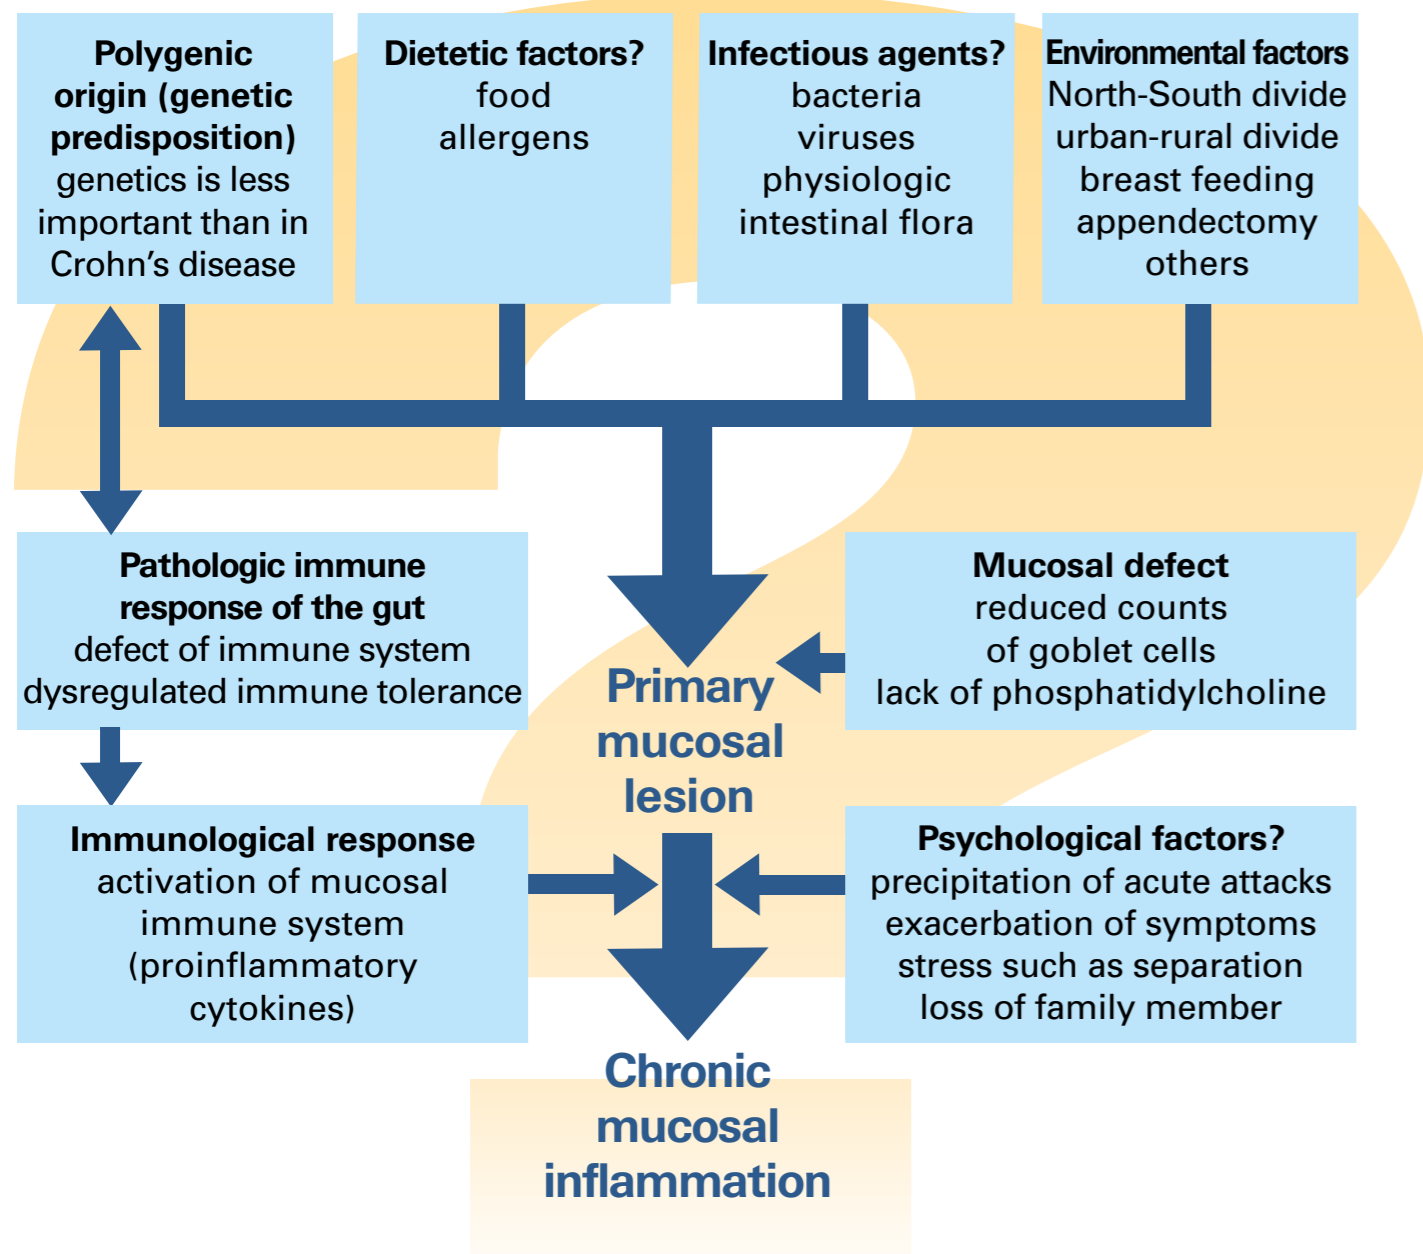 Polygenic
origin (genetic
predisposition)
genetics is less
important than in
Crohn’s disease
Dietetic factors?
food
allergens
Infectious agents?
bacteria
viruses
physiologic
intestinal flora
Environmental factors
North-South divide
urban-rural divide
breast feeding
appendectomy
others
Pathologic immune
response of the gut
defect of immune system
dysregulated immune tolerance
Primary
mucosal
lesion
Mucosal defect
reduced counts
of goblet cells
lack of phosphatidylcholine
Immunological response
activation of mucosal
immune system
(proinflammatory
cytokines)
Psychological factors?
precipitation of acute attacks
exacerbation of symptoms
stress such as separation
loss of family member
Chronic
mucosal
inflammation